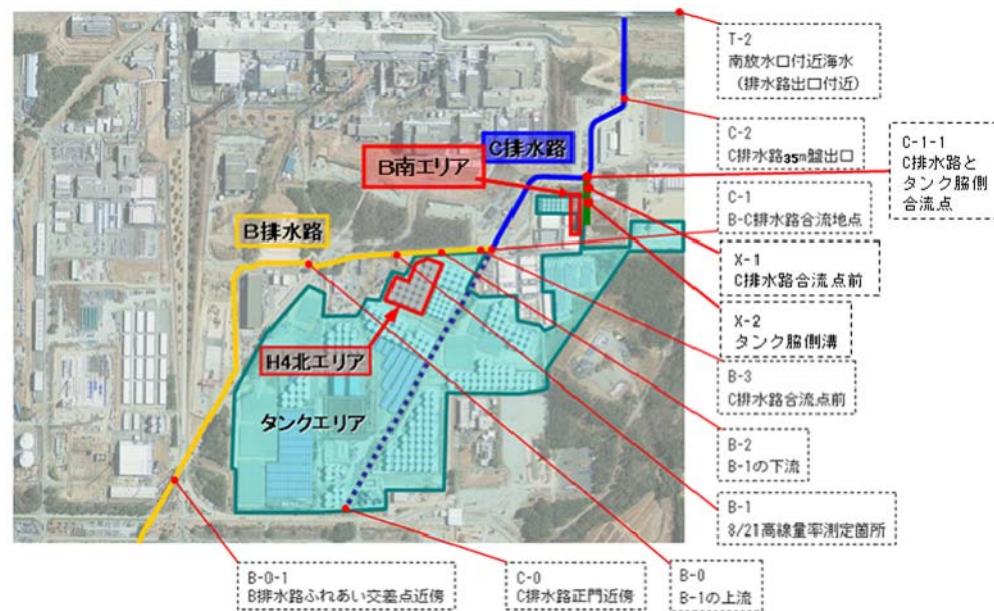 T-2
南放水口付近海水
(排水路出口付近)
C-2
C排水路35m盤出口
C-1-1
C排水路と
タンク脇側
合流点
C-1
B-C排水路合流地点
X-1
C排水路合流点前
X-2
タンク脇側溝
B-3
C排水路合流点前
B-2
B-1の下流
B-1
8/21高線量率測定箇所
C排水路
B南エリア
B排水路
H4北エリア
タンクエリア
B-0-1
B排水路ふれあい交差点近傍
C-0
C排水路正門近傍
B-0
B-1の上流